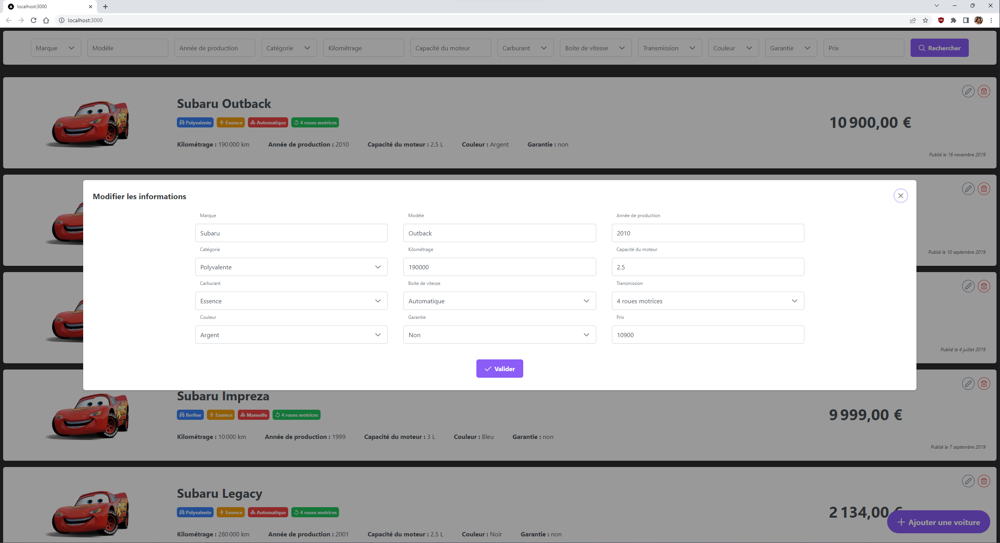 localhost:3000
localhost:3000
Marque Modèle Année de production Catégorie Kilométrage Capacité du moteur Carburant Boite de vitesse Transmission Couleur Garantie Prix Rechercher
Subaru Outback
Polyvalente Essence Automatique 4 roues motrices
10 900,00 €
Kilométrage : 190 000 km Année de production : 2010 Capacité du moteur : 2.5 L Couleur : Argent Garantie : non
Publié le 16 novembre 2019
Modifier les informations
Marque Modèle Année de production
Subaru Outback 2010
Catégorie Kilométrage Capacité du moteur
Polyvalente 190000 2.5
Carburant Boite de vitesse Transmission
Essence Automatique 4 roues motrices
Couleur Garantie Prix
Argent Non 10900
Valider
Publié le 10 septembre 2019
Publié le 4 juillet 2019
Subaru Impreza
Berline Essence Manuelle 4 roues motrices
9 999,00 €
Kilométrage : 10 000 km Année de production : 1999 Capacité du moteur : 3 L Couleur : Bleu Garantie : non
Publié le 7 septembre 2019
Subaru Legacy
Polyvalente Essence Automatique 4 roues motrices
2 134,00 €
Ajouter une voiture
Kilométrage : 280 000 km Année de production : 2001 Capacité du moteur : 2.5 L Couleur : Noir Garantie : non